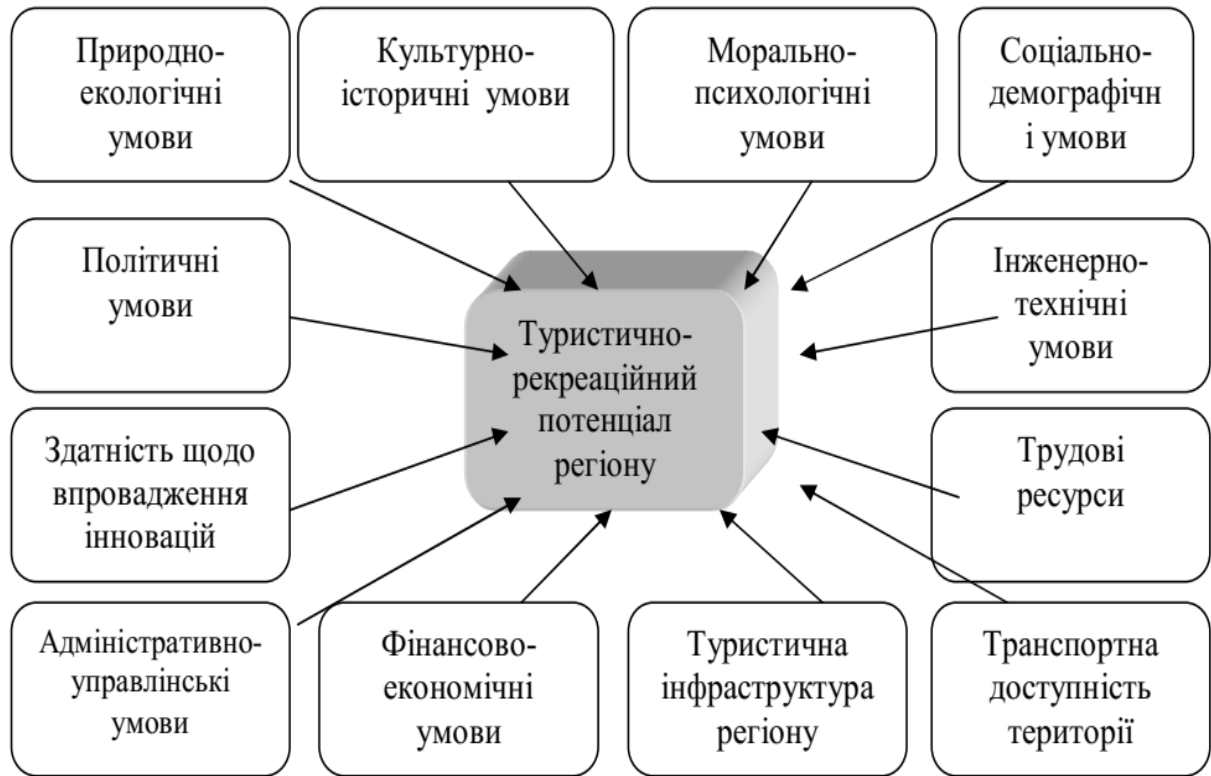 Природно-
екологічні
умови
Культурно-
історичні умови
Морально-
психологічні
умови
Соціально-
демографічн
і умови
Політичні
умови
Туристично-
рекреаційний
потенціал
регіону
Інженерно-
технічні
умови
Здатність щодо
впровадження
інновацій
Трудові
ресурси
Адміністративно-
управлінські
умови
Фінансово-
економічні
умови
Туристична
інфраструктура
регіону
Транспортна
доступність
території